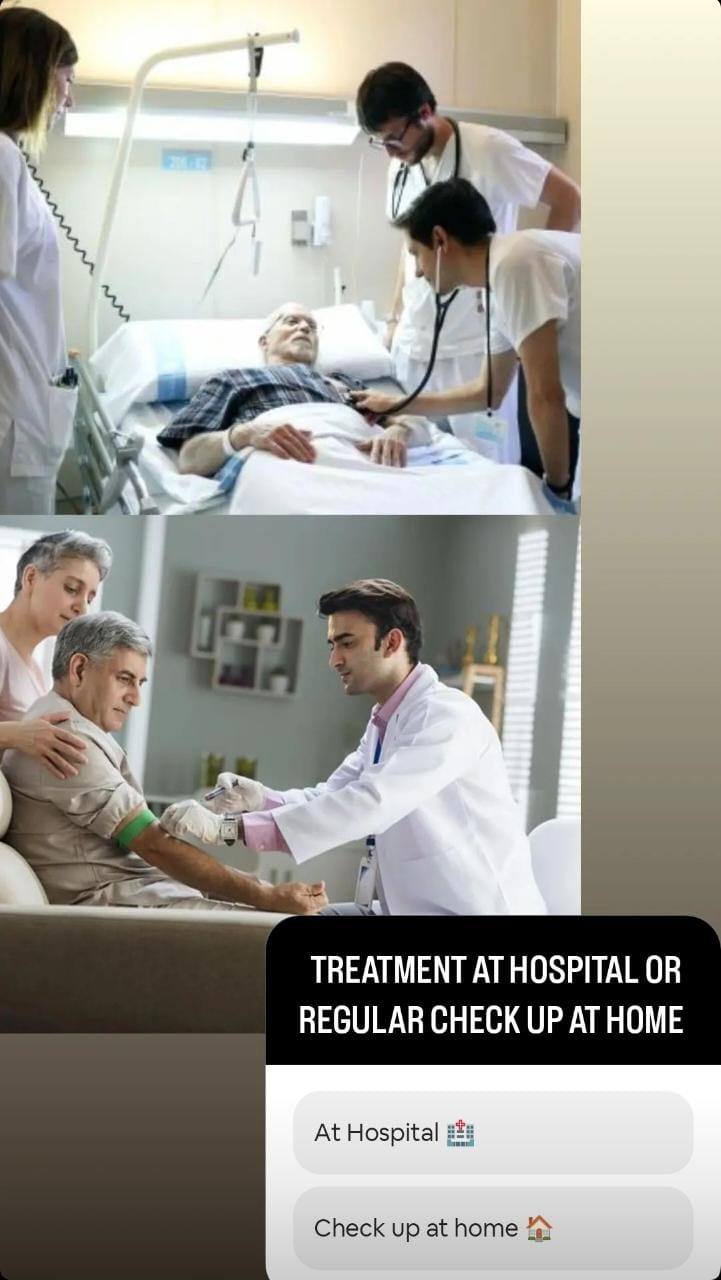 TREATMENT AT HOSPITAL OR
REGULAR CHECK UP AT HOME
At Hospital 🏥
Check up at home 🏠